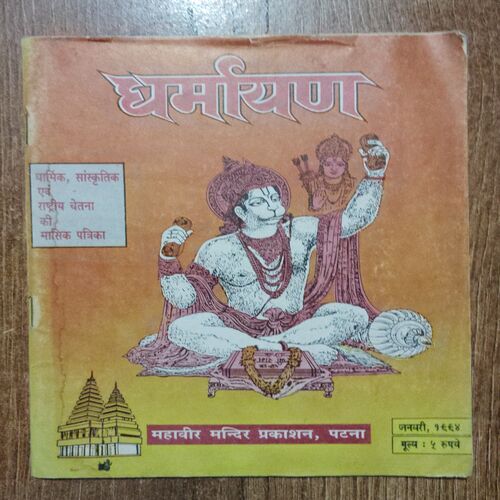 धर्मायण
धार्मिक, सांस्कृतिक
एवं
राष्ट्रीय चेतना
की
मासिक पत्रिका
महावीर मन्दिर प्रकाशन, पटना
जनवरी, १९९४
मूल्य : ५ रुपये